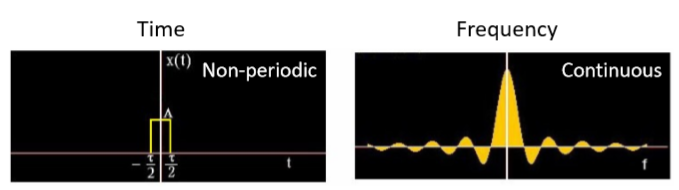 Time
Frequency
x(t)
Non-periodic
A
- τ/2
τ/2
t
Continuous
f